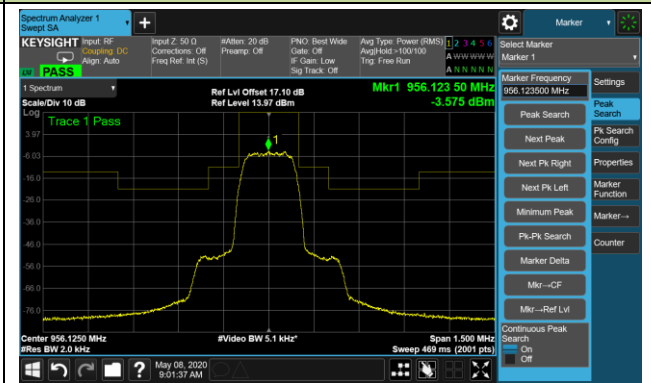 Spectrum Analyzer 1
Swept SA
Marker
KEYSIGHT
Input: RF
Coupling: DC
Align: Auto
Input Z: 50 Ω
Corrections: Off
Freq Ref: Int (S)
#Atten: 20 dB
Preamp: Off
PNO: Best Wide
Gate: Off
IF Gain: Low
Sig Track: Off
Avg Type: Power (RMS)
Avg|Hold:>100/100
Trig: Free Run
1 2 3 4 5 6
A W W W W W
A N N N N N
LU PASS
Select Marker
Marker 1
1 Spectrum
Scale/Div 10 dB
Ref Lvl Offset 17.10 dB
Ref Level 13.97 dBm
Mkr1 956.123 50 MHz
-3.575 dBm
Log
Trace 1 Pass
1
3.97
-6.03
-16.0
-26.0
-36.0
-46.0
-56.0
-66.0
-76.0
Center 956.1250 MHz
#Res BW 2.0 kHz
#Video BW 5.1 kHz*
Span 1.500 MHz
Sweep 469 ms (2001 pts)
Marker Frequency
956.123500 MHz
Peak Search
Next Peak
Next Pk Right
Next Pk Left
Minimum Peak
Pk-Pk Search
Marker Delta
Mkr→CF
Mkr→Ref Lvl
Continuous Peak
Search
On
Off
Settings
Peak
Search
Pk Search
Config
Properties
Marker
Function
Marker→
Counter
?
May 08, 2020
9:01:37 AM